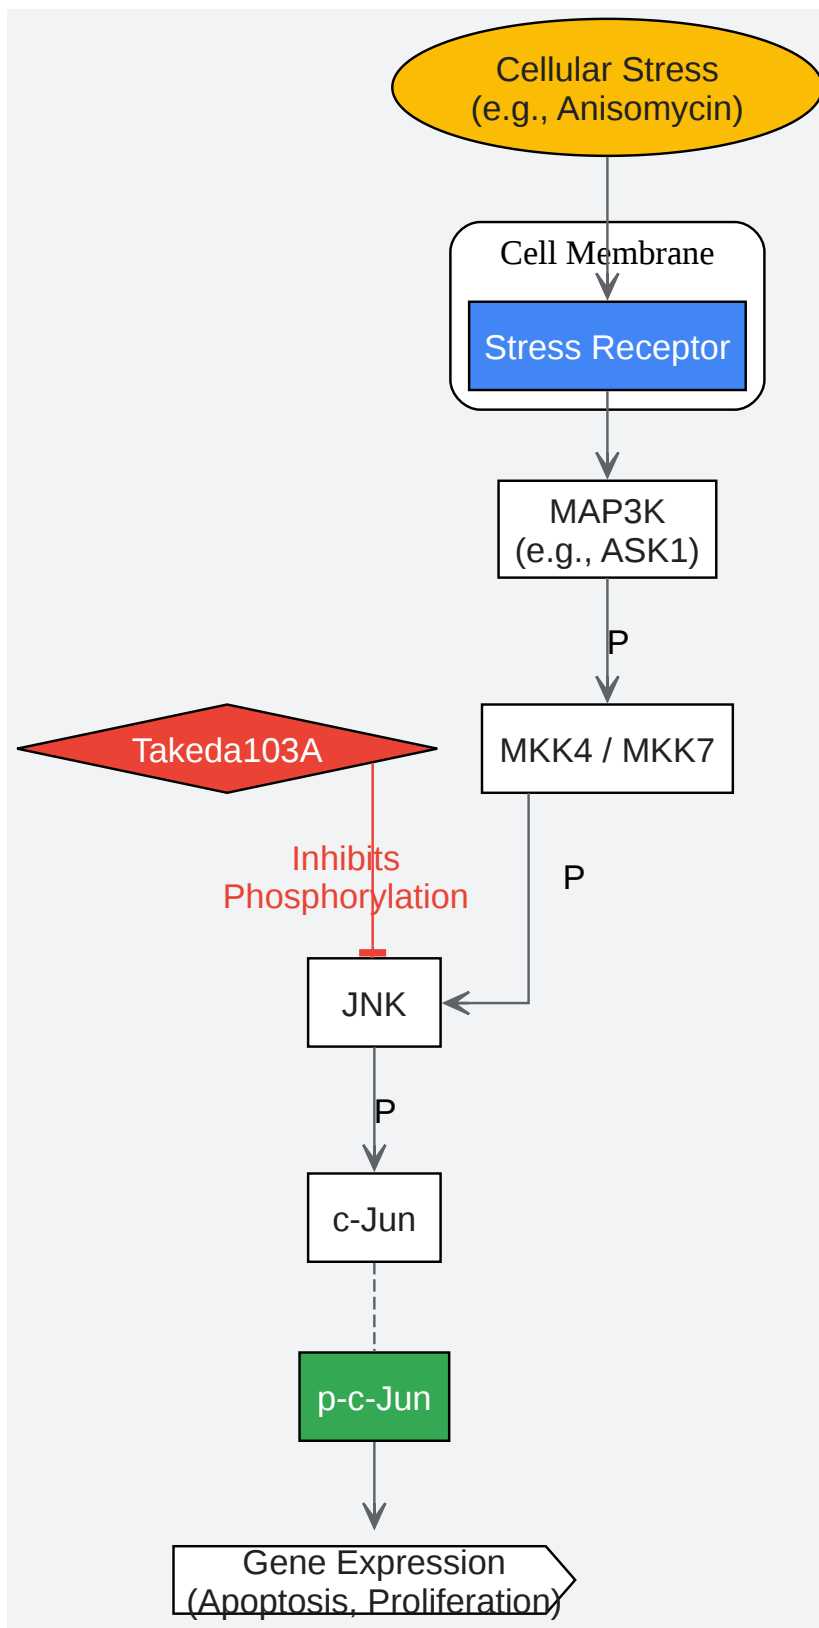 Cellular Stress
(e.g., Anisomycin)
Cell Membrane
Stress Receptor
MAP3K
(e.g., ASK1)
P
Takeda103A
MKK4 / MKK7
Inhibits
Phosphorylation
P
JNK
P
c-Jun
p-c-Jun
Gene Expression
(Apoptosis, Proliferation)